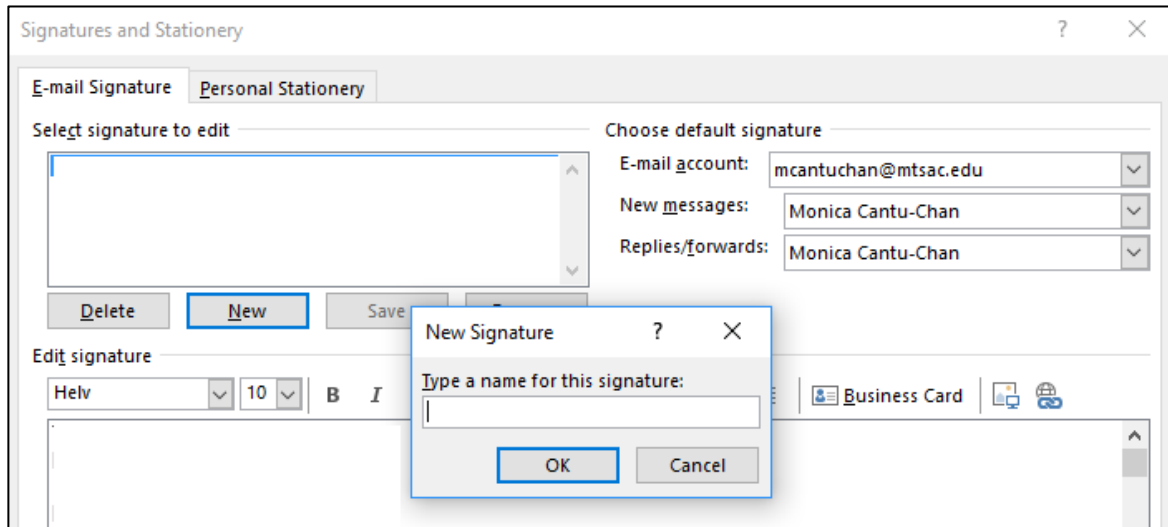 Signatures and Stationery ?
E-mail Signature Personal Stationery
Select signature to edit
Choose default signature
E-mail account: mcantuchan@mtsac.edu
New messages: Monica Cantu-Chan
Replies/forwards: Monica Cantu-Chan
Delete New Save
New Signature ?
Type a name for this signature:
OK Cancel
Edit signature
Helv 10 B I Business Card